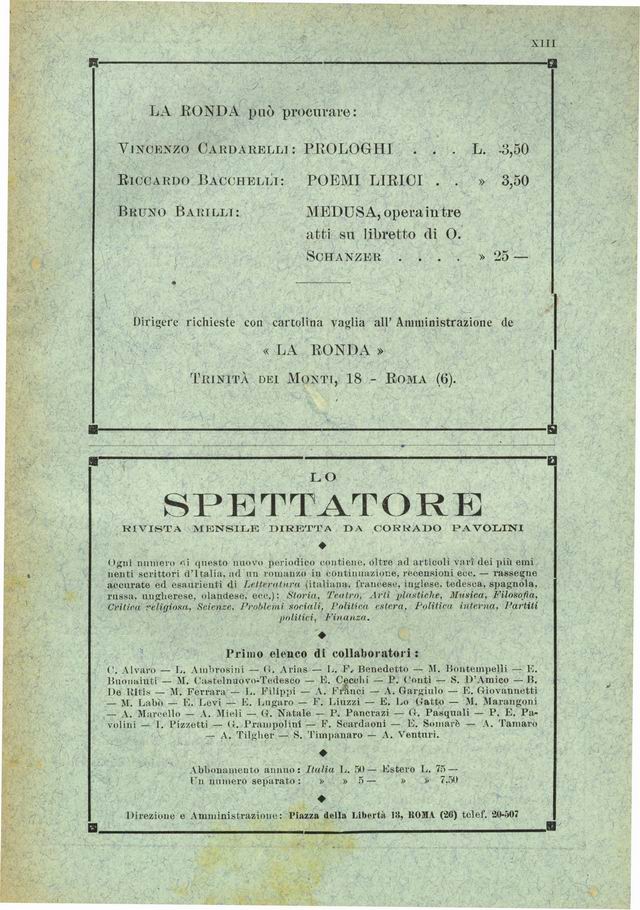 XIII
LA RONDA può procurare:
VINCENZO CARDARELLI: PROLOGHI . . . L. 3,50
RICCARDO BACCHELLI: POEMI LIRICI . . » 3,50
BRUNO BARILLI: MEDUSA, opera in tre
atti su libretto di O.
SCHANZER . . . . » 25 —
Dirigere richieste con cartolina vaglia all' Amministrazione de
« LA RONDA »
TRINITÀ DEI MONTI, 18 - ROMA (6).
LO
SPETTATORE
RIVISTA MENSILE DIRETTA DA CORRADO PAVOLINI
Ogni numero di questo nuovo periodico contiene, oltre ad articoli varî dei più emi
nenti scrittori d'Italia, ad un romanzo in continuazione, recensioni ecc. — rassegne
accurate ed esaurienti di Letteratura (italiana, francese, inglese, tedesca, spagnola,
russa, ungherese, olandese, ecc.): Storia, Teatro, Arti plastiche, Musica, Filosofia,
Critica religiosa, Scienze, Problemi sociali, Politica estera, Politica interna, Partiti
politici, Finanza.
Primo elenco di collaboratori:
C. Alvaro — L. Ambrosini — G. Arias — L. F. Benedetto — M. Bontempelli — E.
Buonaiuti — M. Castelnuovo-Tedesco — E. Cecchi — P. Conti — S. D'Amico — B.
De Ritis — M. Ferrara — L. Filippi — A. Franci — A. Gargiulo — E. Giovannetti
— M. Labò — E. Levi — E. Lugaro — F. Liuzzi — E. Lo Gatto — M. Marangoni
— A. Marcello — A. Mieli — G. Natale — P. Pancrazi — G. Pasquali — P. E. Pa-
volini — I. Pizzetti — G. Prampolini — F. Scardaoni — E. Somarè — A. Tamaro
— A. Tilgher — S. Timpanaro — A. Venturi.
Abbonamento annuo: Italia L. 50 — Estero L. 75 —
Un numero separato: » » 5 — » » 7,50
Direzione e Amministrazione: Piazza della Libertà 13, ROMA (26) telef. 20-507